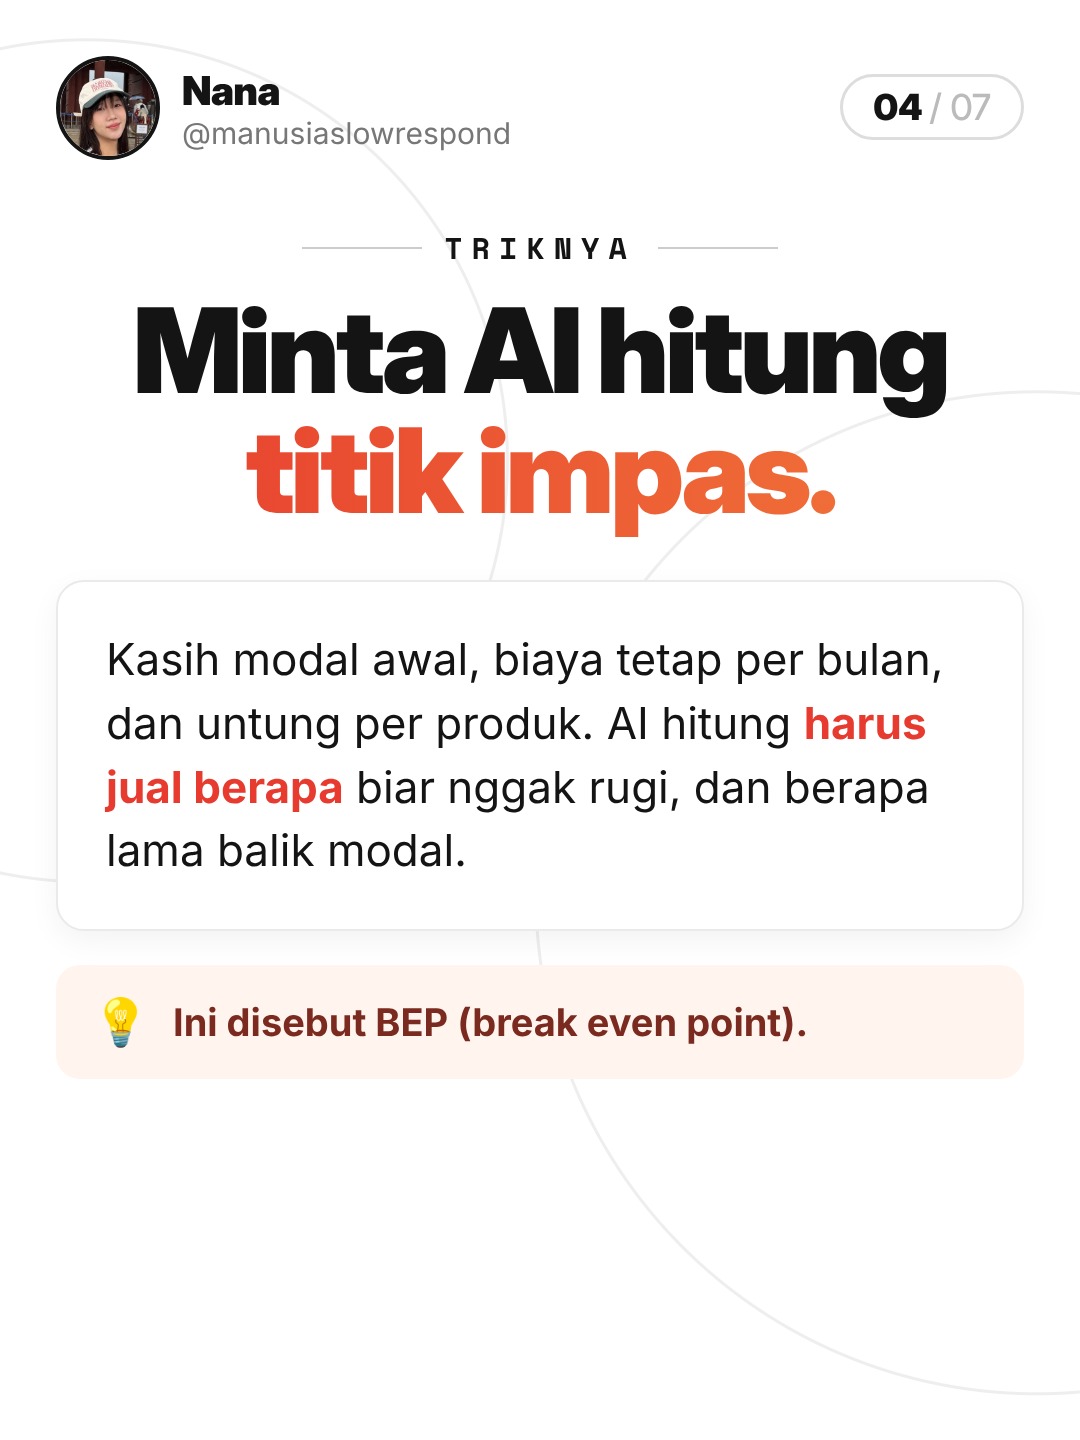 Nana
@manusiaslowrespond
04 / 07
TRIKNYA
Minta AI hitung
titik impas.
Kasih modal awal, biaya tetap per bulan,
dan untung per produk. AI hitung harus
jual berapa biar nggak rugi, dan berapa
lama balik modal.
Ini disebut BEP (break even point).